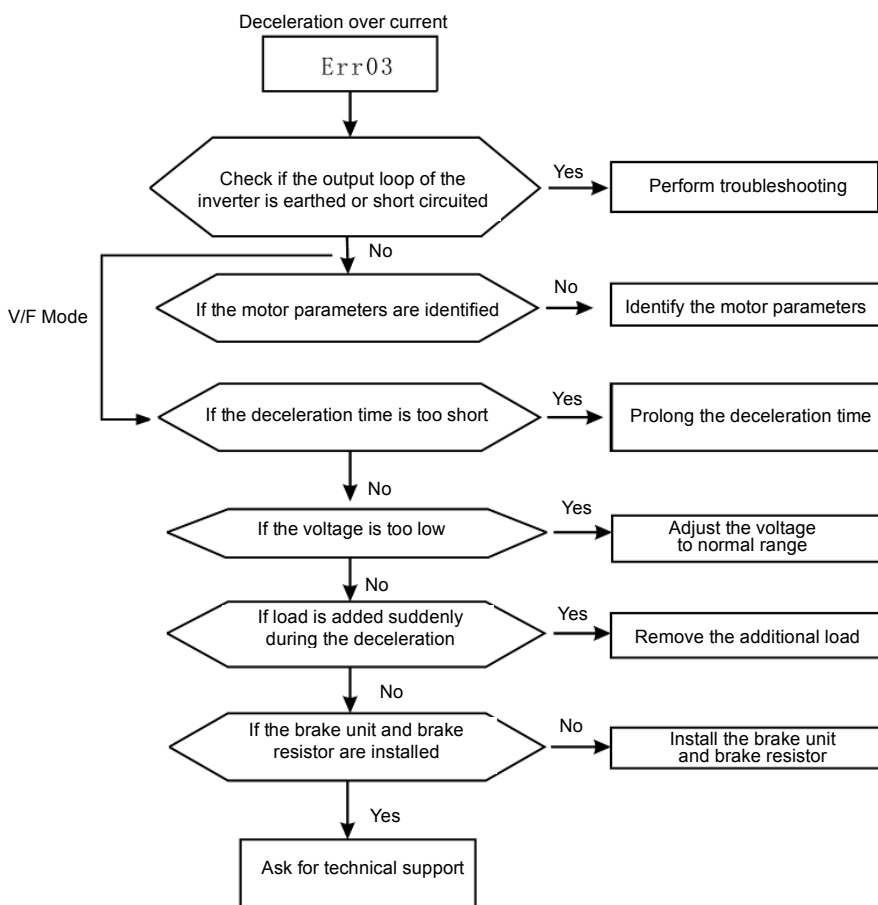 Deceleration over current
Err03
Check if the output loop of the
inverter is earthed or short circuited
Yes
Perform troubleshooting
No
V/F Mode
If the motor parameters are identified
No
Identify the motor parameters
If the deceleration time is too short
Yes
Prolong the deceleration time
No
If the voltage is too low
Yes
Adjust the voltage
to normal range
No
If load is added suddenly
during the deceleration
Yes
Remove the additional load
No
If the brake unit and brake
resistor are installed
No
Install the brake unit
and brake resistor
Yes
Ask for technical support